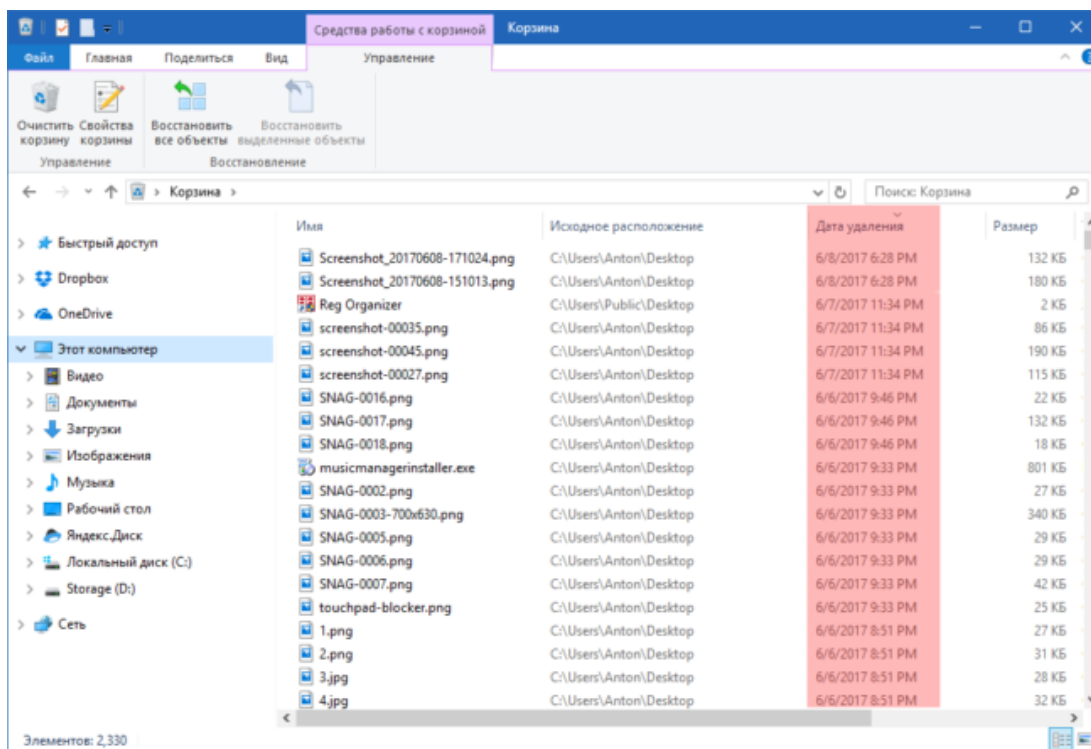 Средства работы с корзиной Корзина
Файл Главная Поделиться Вид Управление
Очистить корзину
Свойства корзины
Восстановить все объекты
Восстановить выделенные объекты
Управление Восстановление
Корзина
Поиск: Корзина
Быстрый доступ
Dropbox
OneDrive
Этот компьютер
Видео
Документы
Загрузки
Изображения
Музыка
Рабочий стол
Яндекс.Диск
Локальный диск (C:)
Storage (D:)
Сеть
Имя Исходное расположение Дата удаления Размер
Screenshot_20170608-171024.png C:\Users\Anton\Desktop 6/8/2017 6:28 PM 132 КБ
Screenshot_20170608-151013.png C:\Users\Anton\Desktop 6/8/2017 6:28 PM 180 КБ
Reg Organizer C:\Users\Public\Desktop 6/7/2017 11:34 PM 2 КБ
screenshot-00035.png C:\Users\Anton\Desktop 6/7/2017 11:34 PM 86 КБ
screenshot-00045.png C:\Users\Anton\Desktop 6/7/2017 11:34 PM 190 КБ
screenshot-00027.png C:\Users\Anton\Desktop 6/7/2017 11:34 PM 115 КБ
SNAG-0016.png C:\Users\Anton\Desktop 6/6/2017 9:46 PM 22 КБ
SNAG-0017.png C:\Users\Anton\Desktop 6/6/2017 9:46 PM 132 КБ
SNAG-0018.png C:\Users\Anton\Desktop 6/6/2017 9:46 PM 18 КБ
musicmanagerinstaller.exe C:\Users\Anton\Desktop 6/6/2017 9:33 PM 801 КБ
SNAG-0002.png C:\Users\Anton\Desktop 6/6/2017 9:33 PM 27 КБ
SNAG-0003-700x630.png C:\Users\Anton\Desktop 6/6/2017 9:33 PM 340 КБ
SNAG-0005.png C:\Users\Anton\Desktop 6/6/2017 9:33 PM 29 КБ
SNAG-0006.png C:\Users\Anton\Desktop 6/6/2017 9:33 PM 29 КБ
SNAG-0007.png C:\Users\Anton\Desktop 6/6/2017 9:33 PM 42 КБ
touchpad-blocker.png C:\Users\Anton\Desktop 6/6/2017 9:33 PM 25 КБ
1.png C:\Users\Anton\Desktop 6/6/2017 8:51 PM 27 КБ
2.png C:\Users\Anton\Desktop 6/6/2017 8:51 PM 31 КБ
3.jpg C:\Users\Anton\Desktop 6/6/2017 8:51 PM 28 КБ
4.jpg C:\Users\Anton\Desktop 6/6/2017 8:51 PM 32 КБ
Элементов: 2,330